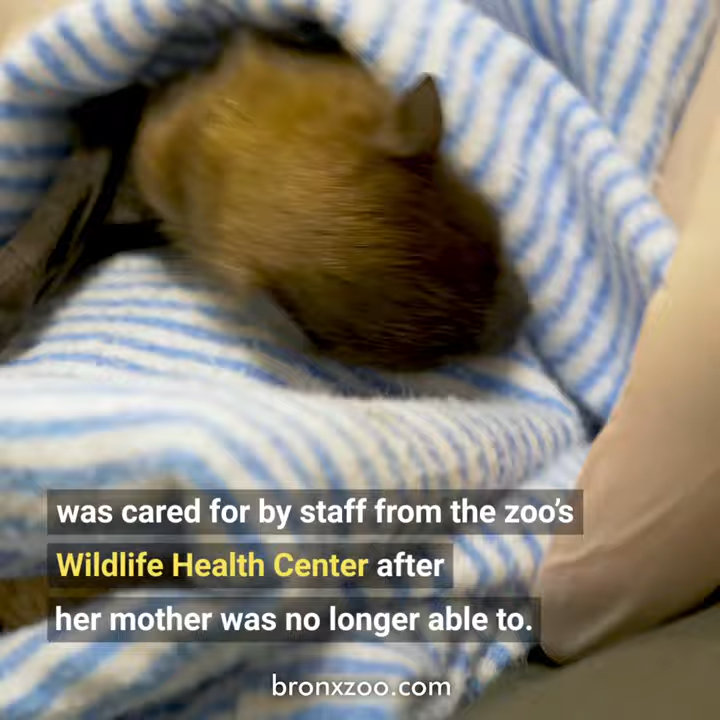 was cared for by staff from the zoo's
Wildlife Health Center after
her mother was no longer able to.
bronxzoo.com